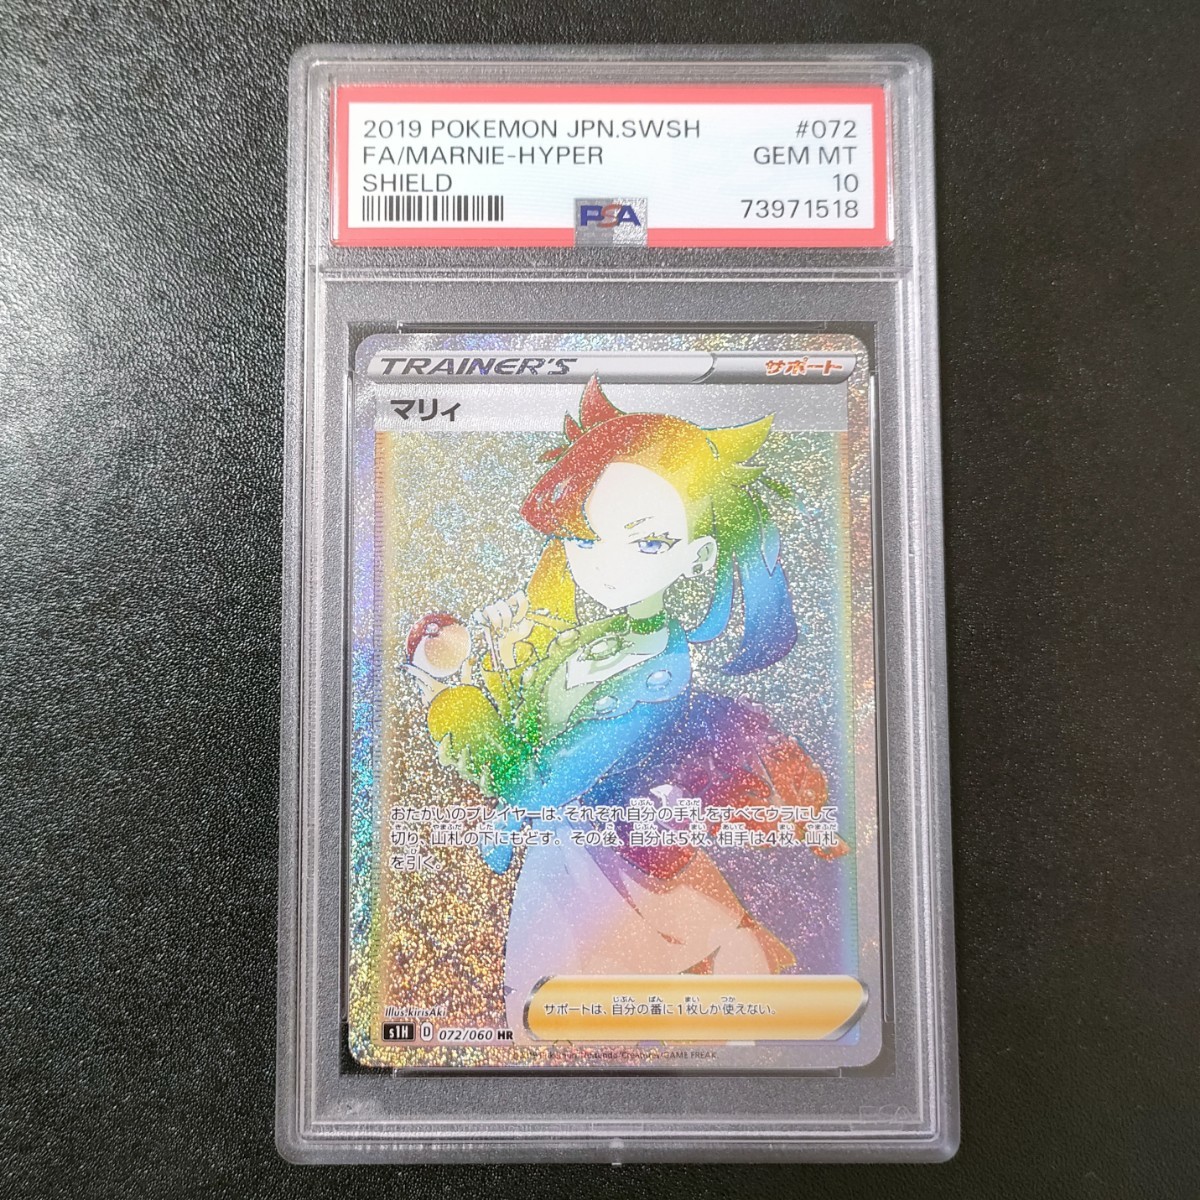 2019 POKEMON JPN.SWSH #072
FA/MARNIE-HYPER GEM MT
SHIELD 10
73971518
PSA
TRAINER'S サポート
マリィ
おたがいのプレイヤーは、それぞれ自分の手札をすべてウラにして
切り、山札の下にもどす。その後、自分は5枚、相手は4枚、山札
を引く。
サポートは、自分の番に1枚しか使えない。
Illus.kirisAki
s1H D 072/060 HR
GAME FREAK